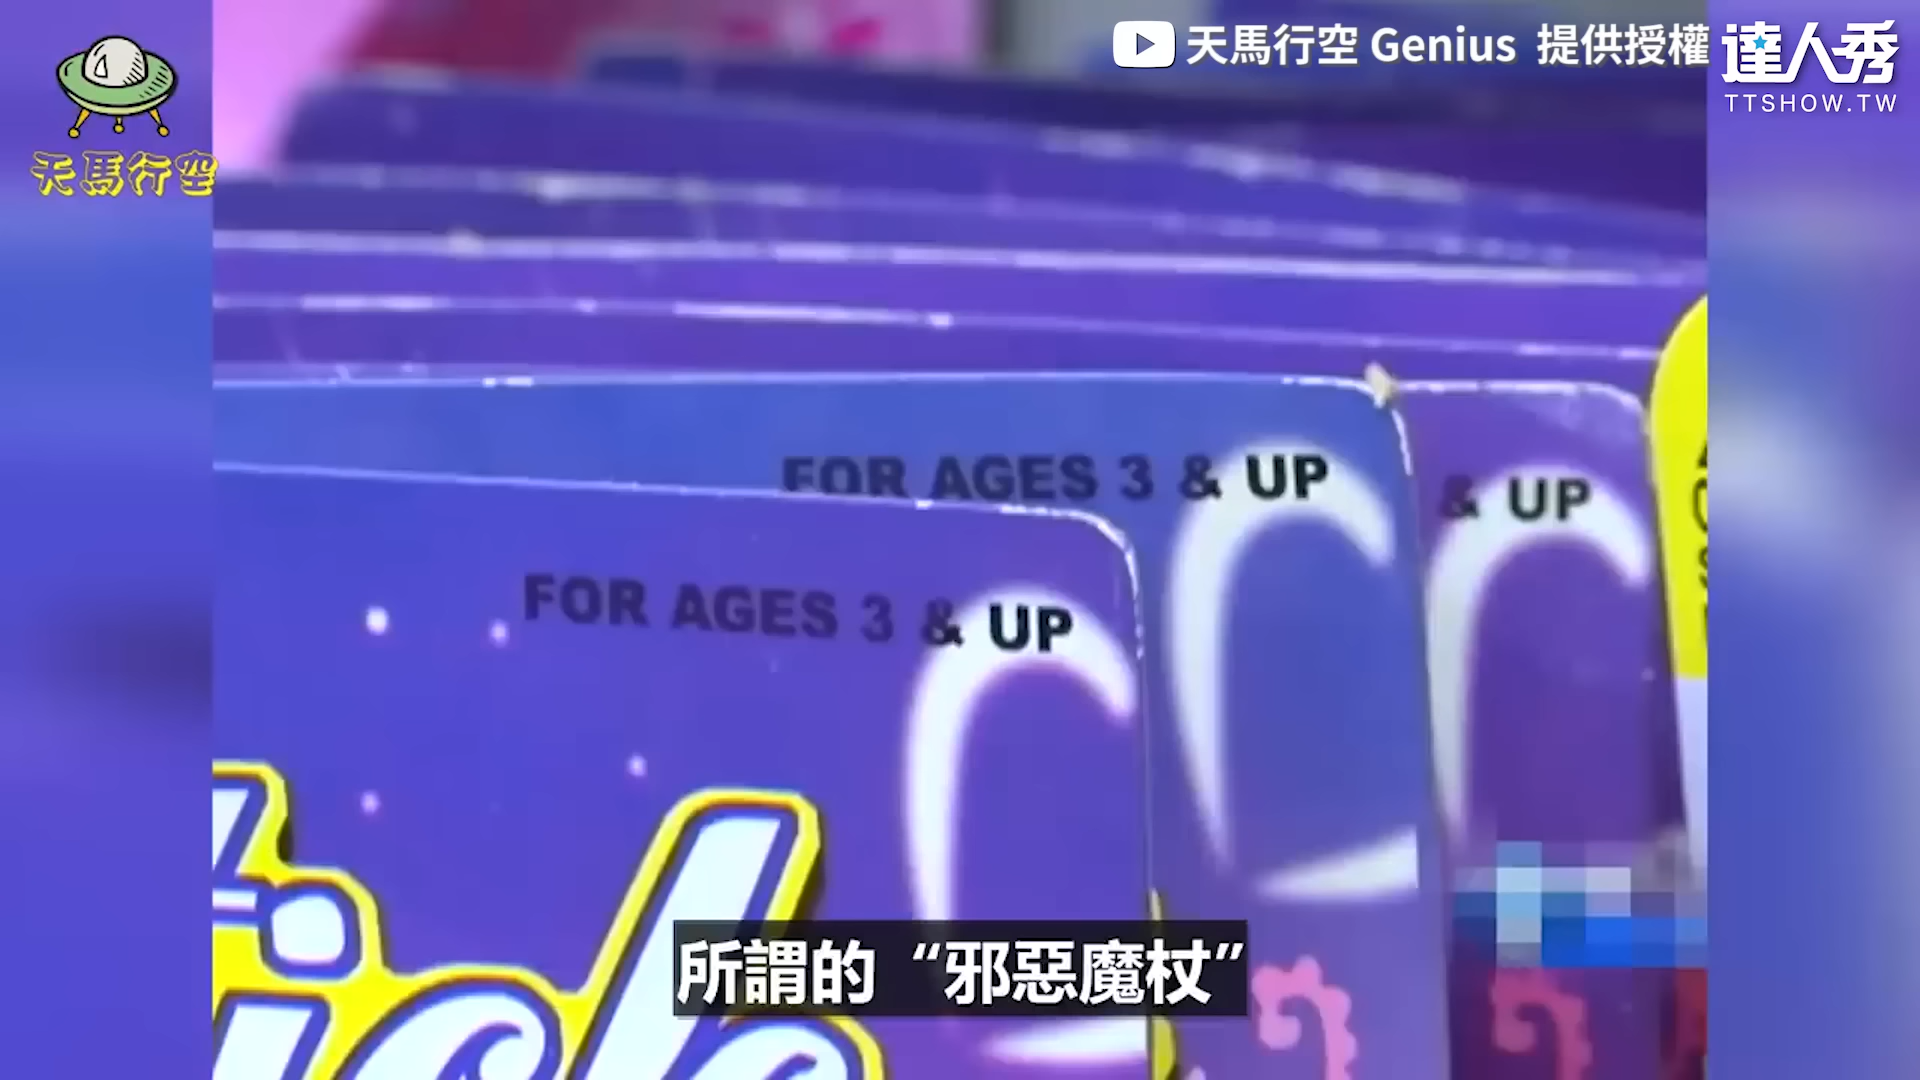 天馬行空 Genius 提供授權
達人秀
TTSHOW.TW
天馬行空
FOR AGES 3 & UP
& UP
FOR AGES 3 & UP
所謂的“邪惡魔杖”